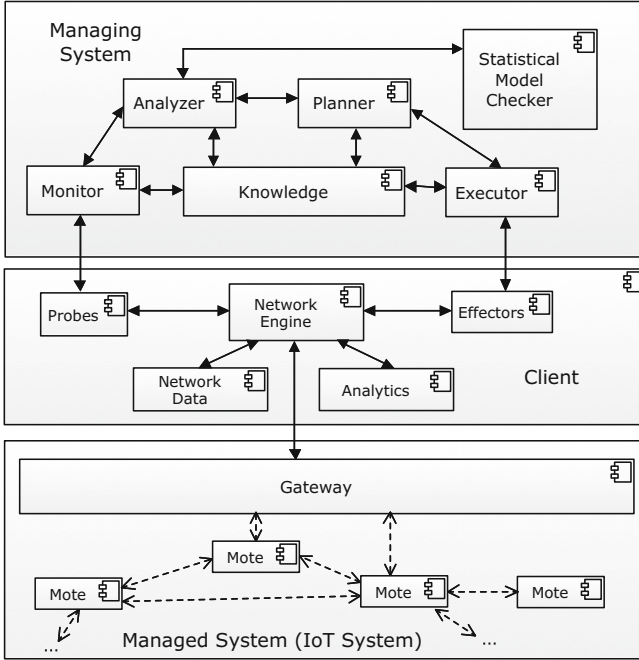 Managing
System
Statistical
Model
Checker
Analyzer
Planner
Monitor
Knowledge
Executor
Probes
Network
Engine
Effectors
Network
Data
Analytics
Client
Gateway
Mote
Mote
Mote
Mote
...
Managed System (IoT System)
...